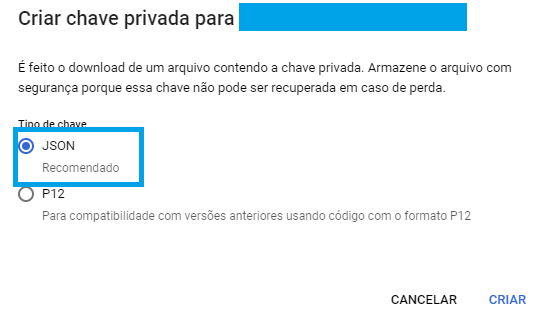 Criar chave privada para
É feito o download de um arquivo contendo a chave privada. Armazene o arquivo com
segurança porque essa chave não pode ser recuperada em caso de perda.
Tipo de chave
JSON
Recomendado
P12
Para compatibilidade com versões anteriores usando código com o formato P12
CANCELAR CRIAR